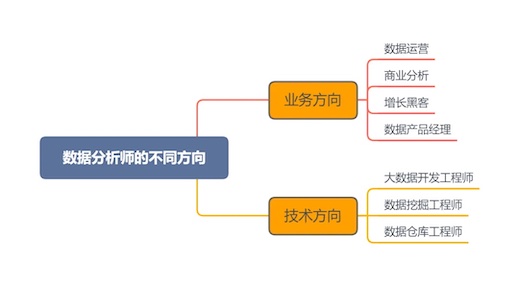 数据分析师的不同方向
业务方向
数据运营
商业分析
增长黑客
数据产品经理
技术方向
大数据开发工程师
数据挖掘工程师
数据仓库工程师